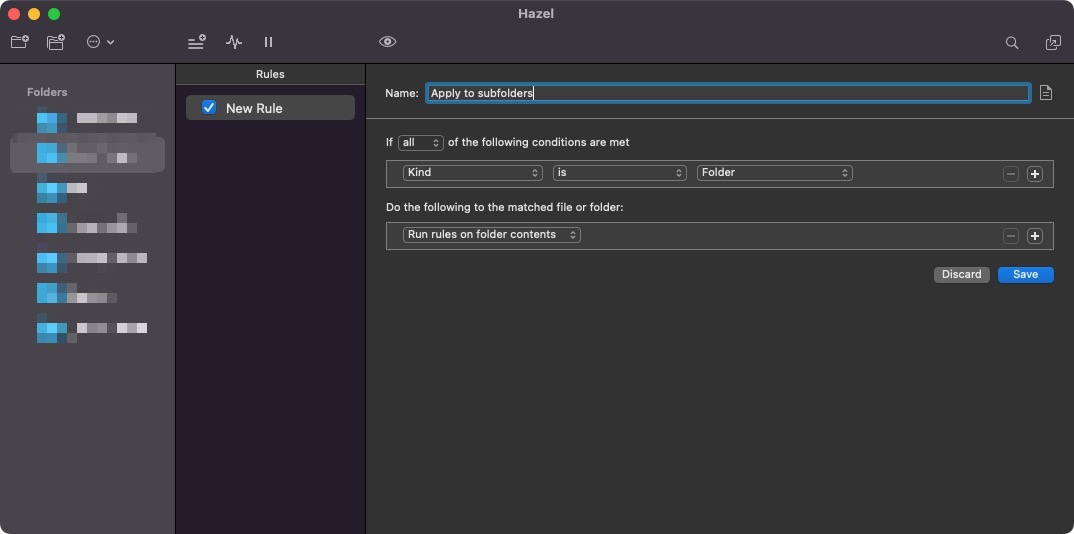 Hazel
Folders
Rules
New Rule
Name: Apply to subfolders
If all of the following conditions are met
Kind is Folder
Do the following to the matched file or folder:
Run rules on folder contents
Discard Save